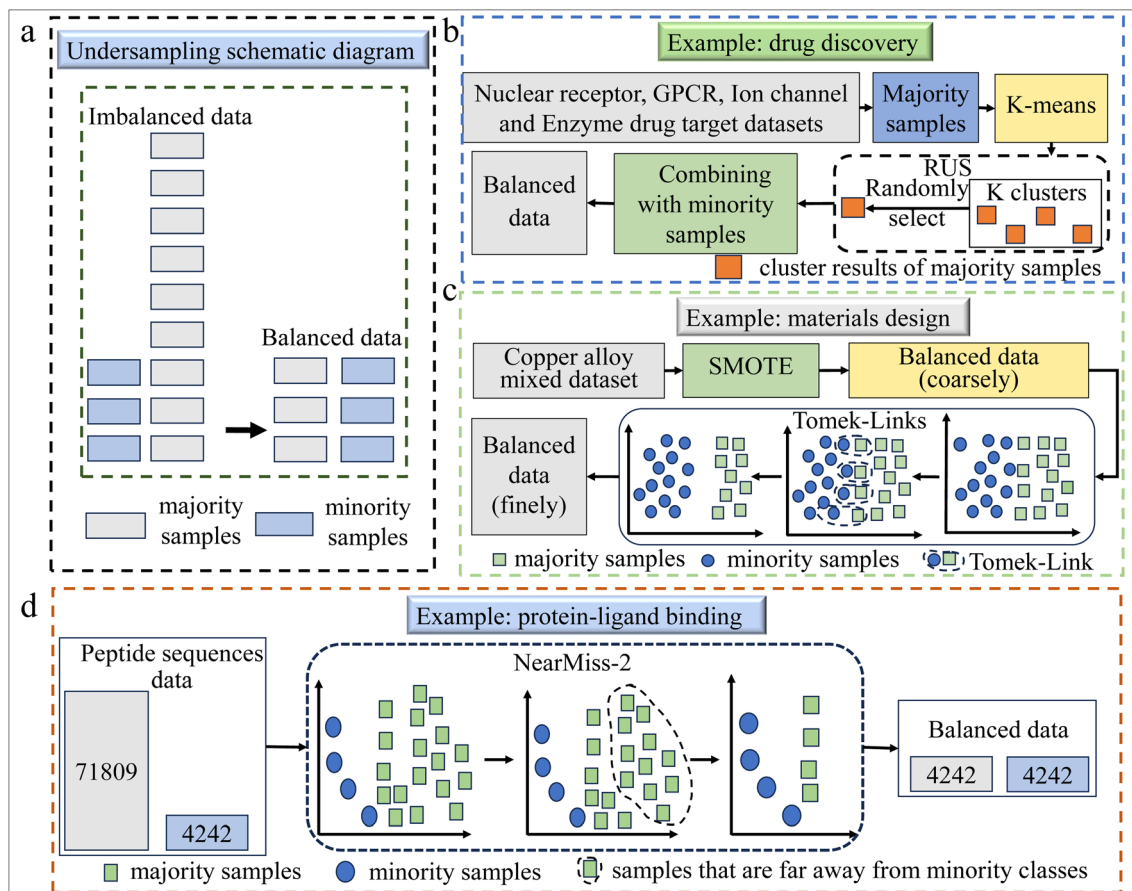 a
Undersampling schematic diagram
Imbalanced data
Balanced data
majority
samples
minority
samples
b
Example: drug discovery
Nuclear receptor, GPCR, Ion channel
and Enzyme drug target datasets
Majority
samples
K-means
RUS
Randomly
select
K clusters
Combining
with minority
samples
Balanced
data
cluster results of majority samples
c
Example: materials design
Copper alloy
mixed dataset
SMOTE
Balanced data
(coarsely)
Tomek-Links
Balanced
data
(finely)
majority samples
minority samples
Tomek-Link
d
Example: protein-ligand binding
Peptide sequences
data
71809
4242
NearMiss-2
Balanced data
4242
4242
majority samples
minority samples
samples that are far away from minority classes